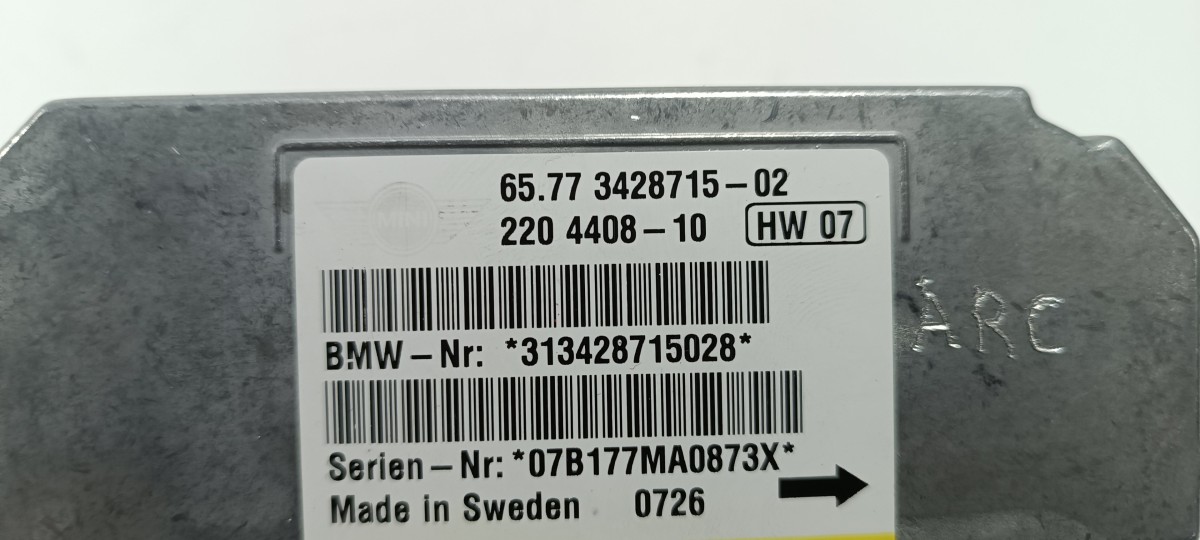 MINI
65.77 3428715-02
220 4408-10 HW 07
BMW-Nr: *313428715028*
ARC
Serien-Nr: *07B177MA0873X*
Made in Sweden 0726